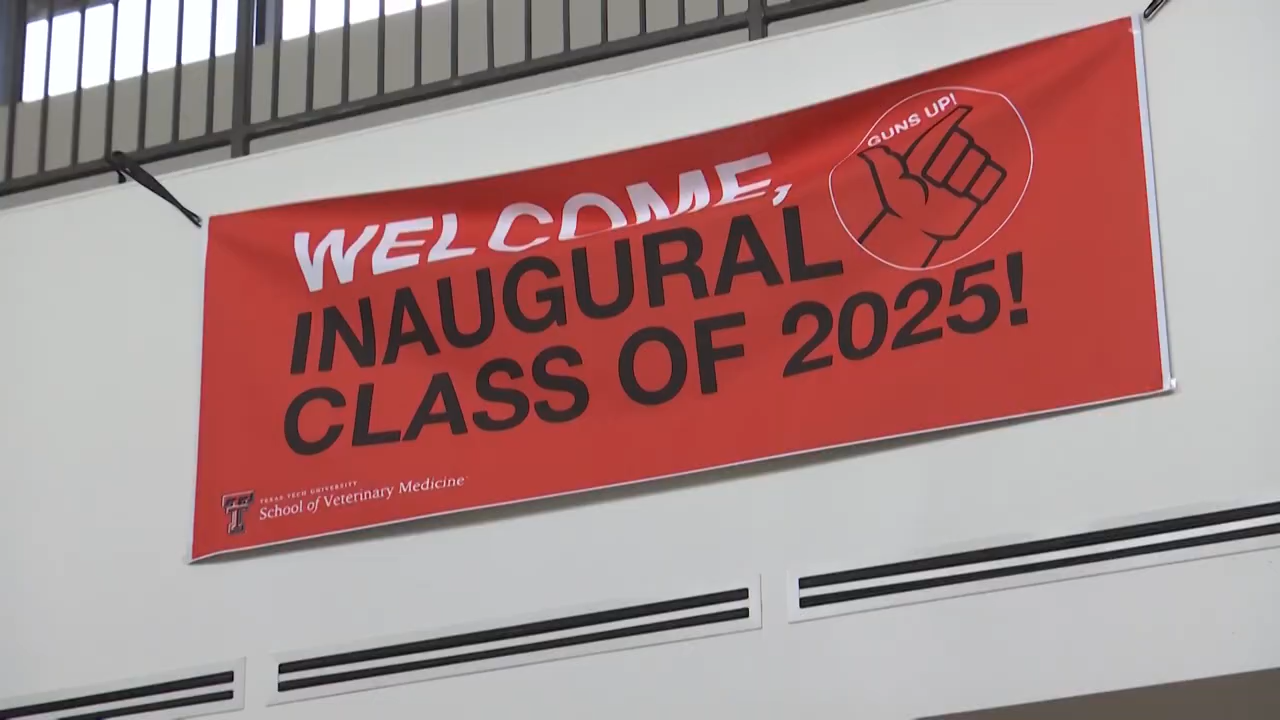 GUNS UP!
WELCOME,
INAUGURAL
CLASS OF 2025!
TEXAS TECH UNIVERSITY
School of Veterinary Medicine